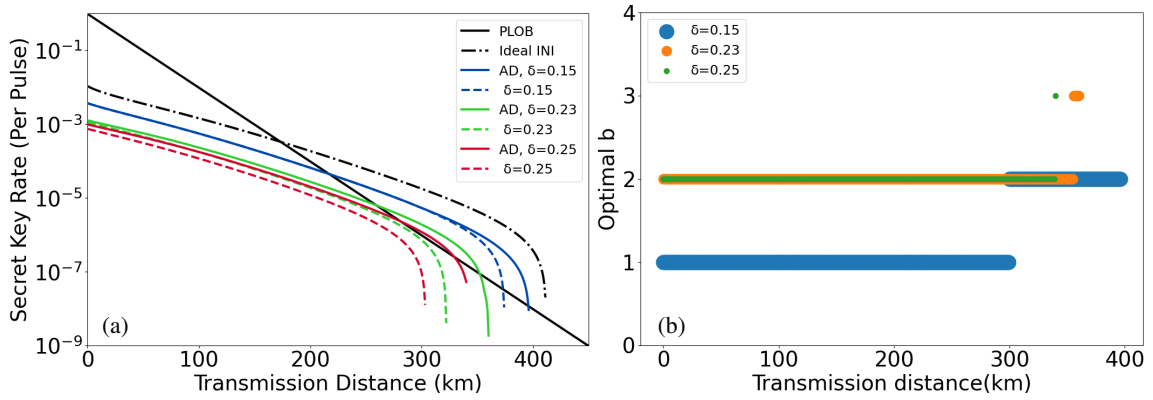 Secret Key Rate (Per Pulse)
10⁻¹
10⁻³
10⁻⁵
10⁻⁷
10⁻⁹
PLOB
Ideal INI
AD, δ=0.15
δ=0.15
AD, δ=0.23
δ=0.23
AD, δ=0.25
δ=0.25
(a)
0 100 200 300 400
Transmission Distance (km)
Optimal b
4
3
2
1
0
δ=0.15
δ=0.23
δ=0.25
(b)
0 100 200 300 400
Transmission distance(km)